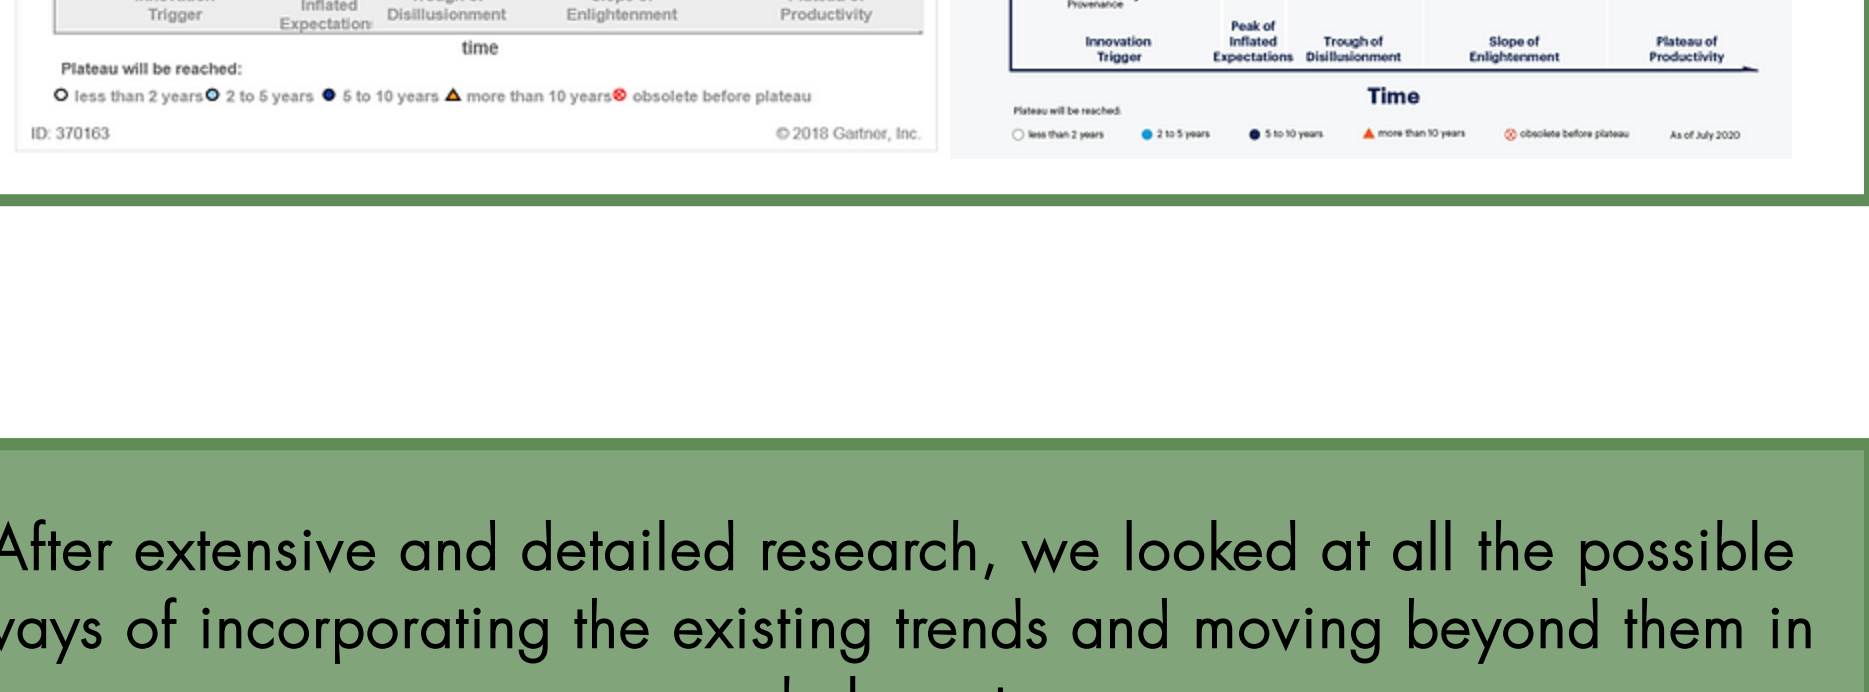 Inflated
Expectations
Trigger
Disillusionment
Enlightenment
Productivity
time
Plateau will be reached:
less than 2 years 2 to 5 years 5 to 10 years more than 10 years obsolete before plateau
ID: 370163 © 2018 Gartner, Inc.
Provenance
Innovation
Trigger
Peak of
Inflated
Expectations
Trough of
Disillusionment
Slope of
Enlightenment
Plateau of
Productivity
Time
Plateau will be reached:
less than 2 years 2 to 5 years 5 to 10 years more than 10 years obsolete before plateau As of July 2020
After extensive and detailed research, we looked at all the possible
ways of incorporating the existing trends and moving beyond them in